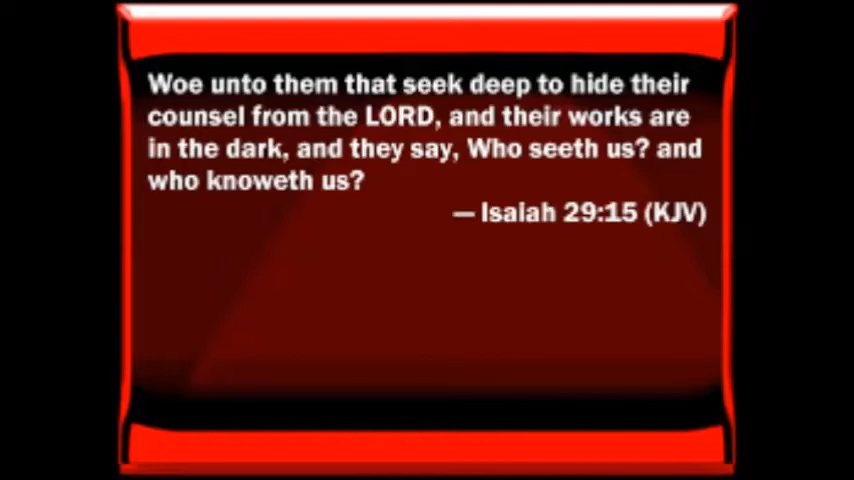 Woe unto them that seek deep to hide their
counsel from the LORD, and their works are
in the dark, and they say, Who seeth us? and
who knoweth us?
— Isaiah 29:15 (KJV)